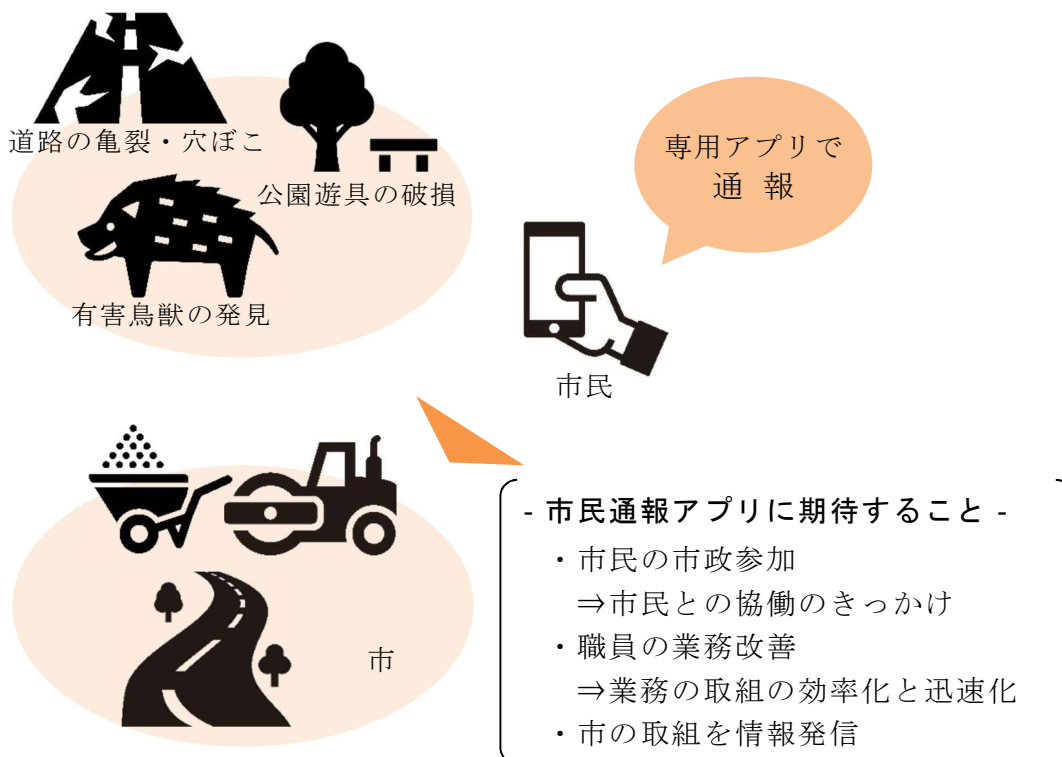 道路の亀裂・穴ぼこ
公園遊具の破損
有害鳥獣の発見
専用アプリで
通 報
市民
市
- 市民通報アプリに期待すること -
・市民の市政参加
⇒市民との協働のきっかけ
・職員の業務改善
⇒業務の取組の効率化と迅速化
・市の取組を情報発信